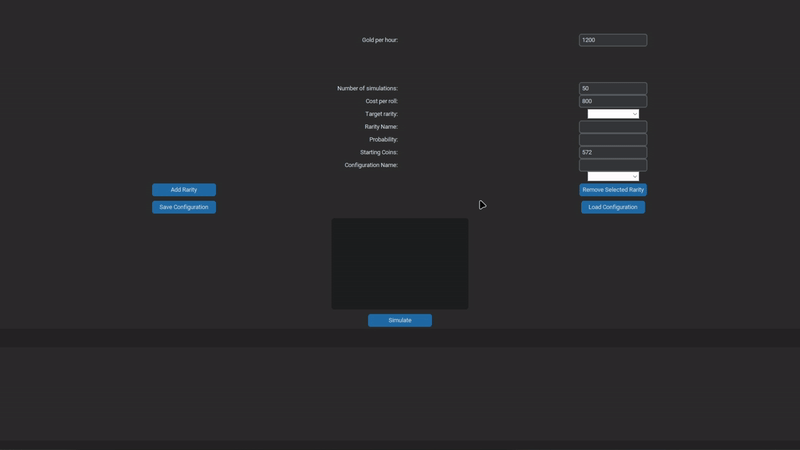 Gold per hour: 1200
Number of simulations: 50
Cost per roll: 800
Target rarity:
Rarity Name:
Probability:
Starting Coins: 572
Configuration Name:
Add Rarity Remove Selected Rarity
Save Configuration Load Configuration
Simulate